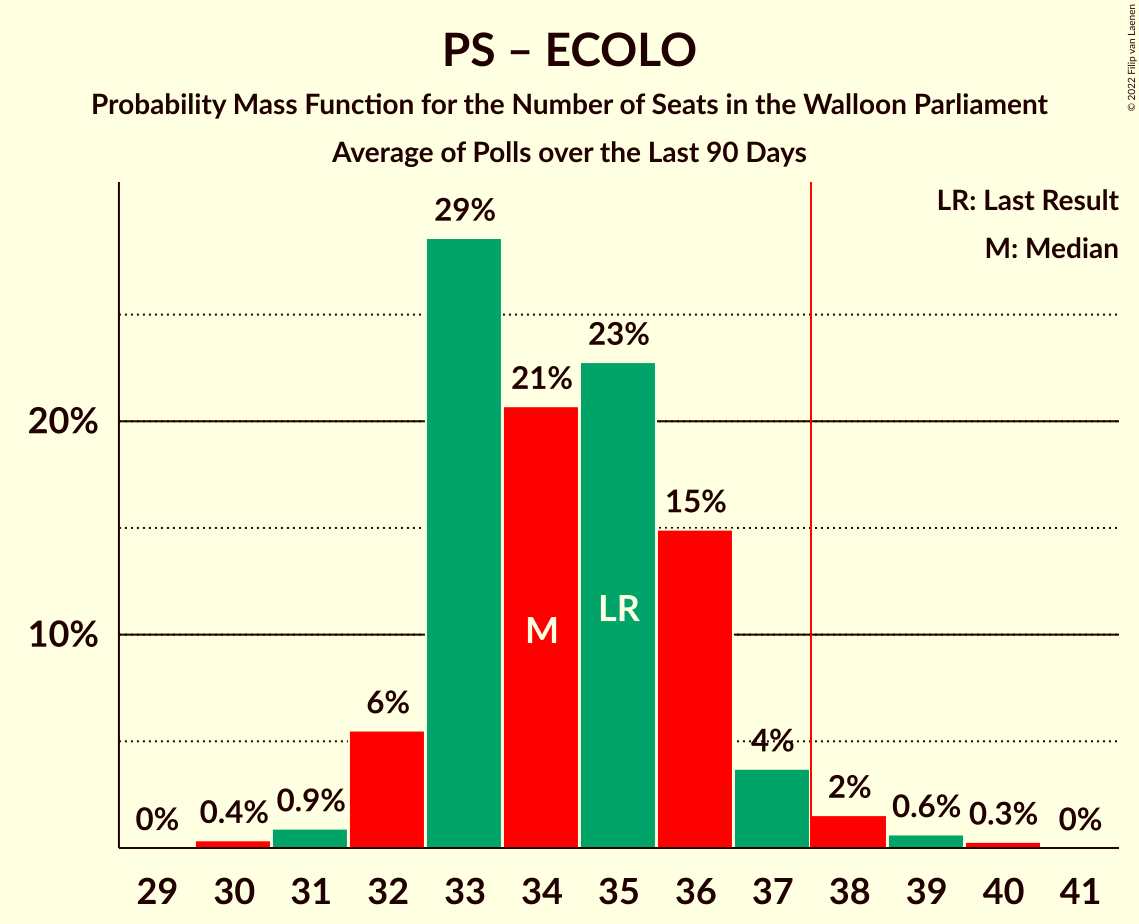 PS – ECOLO
Probability Mass Function for the Number of Seats in the Walloon Parliament
Average of Polls over the Last 90 Days
© 2022 Filip van Laenen
LR: Last Result
M: Median
29%
23%
21%
20%
15%
LR
M
10%
6%
4%
2%
0.9%
0.6%
0.4%
0.3%
0%
0%
29 30 31 32 33 34 35 36 37 38 39 40 41